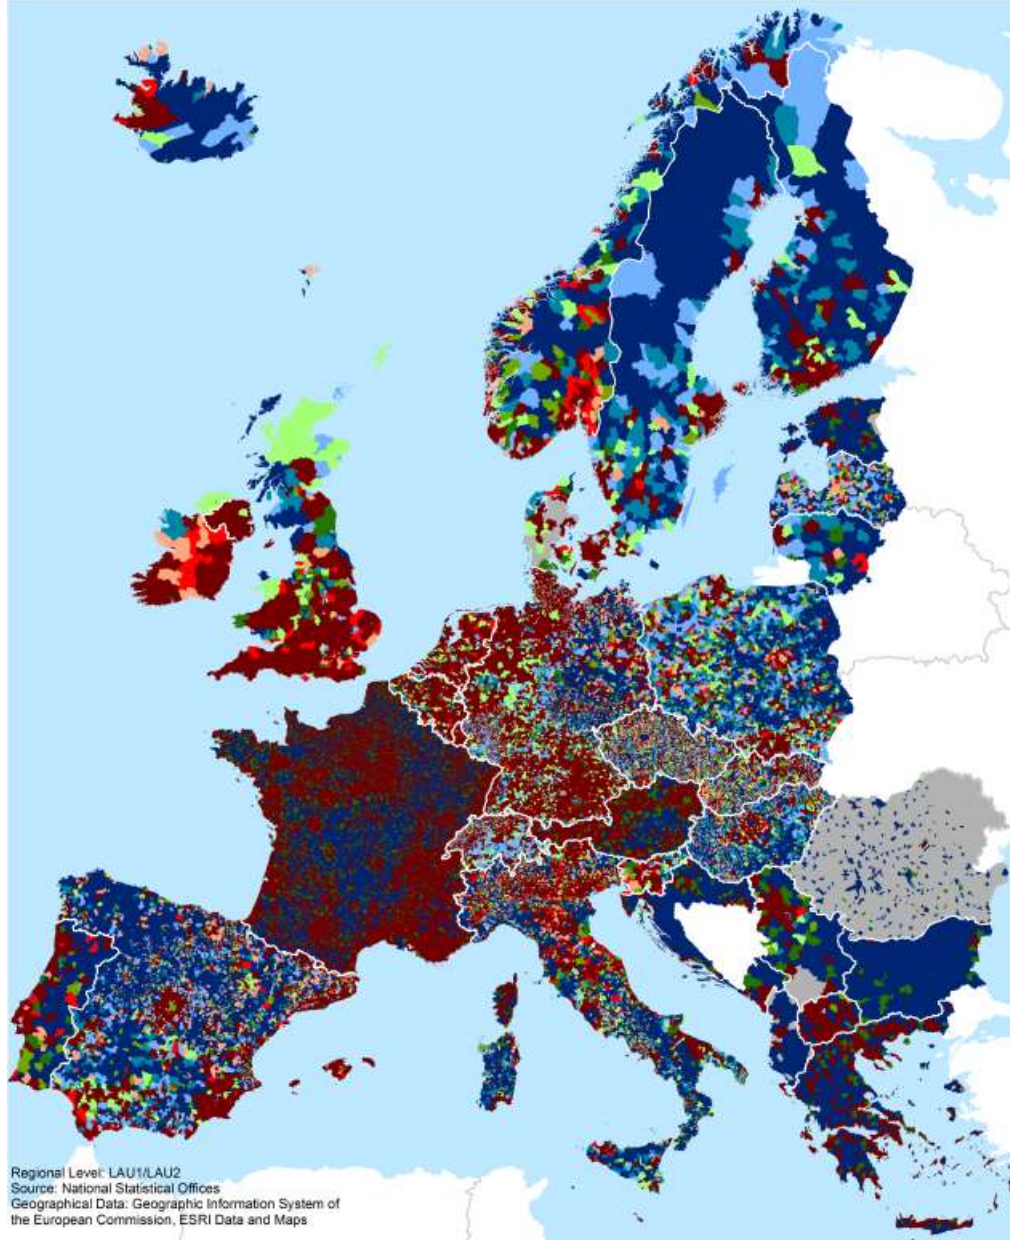 Regional Level: LAU1/LAU2
Source: National Statistical Offices
Geographical Data: Geographic Information System of
the European Commission, ESRI Data and Maps